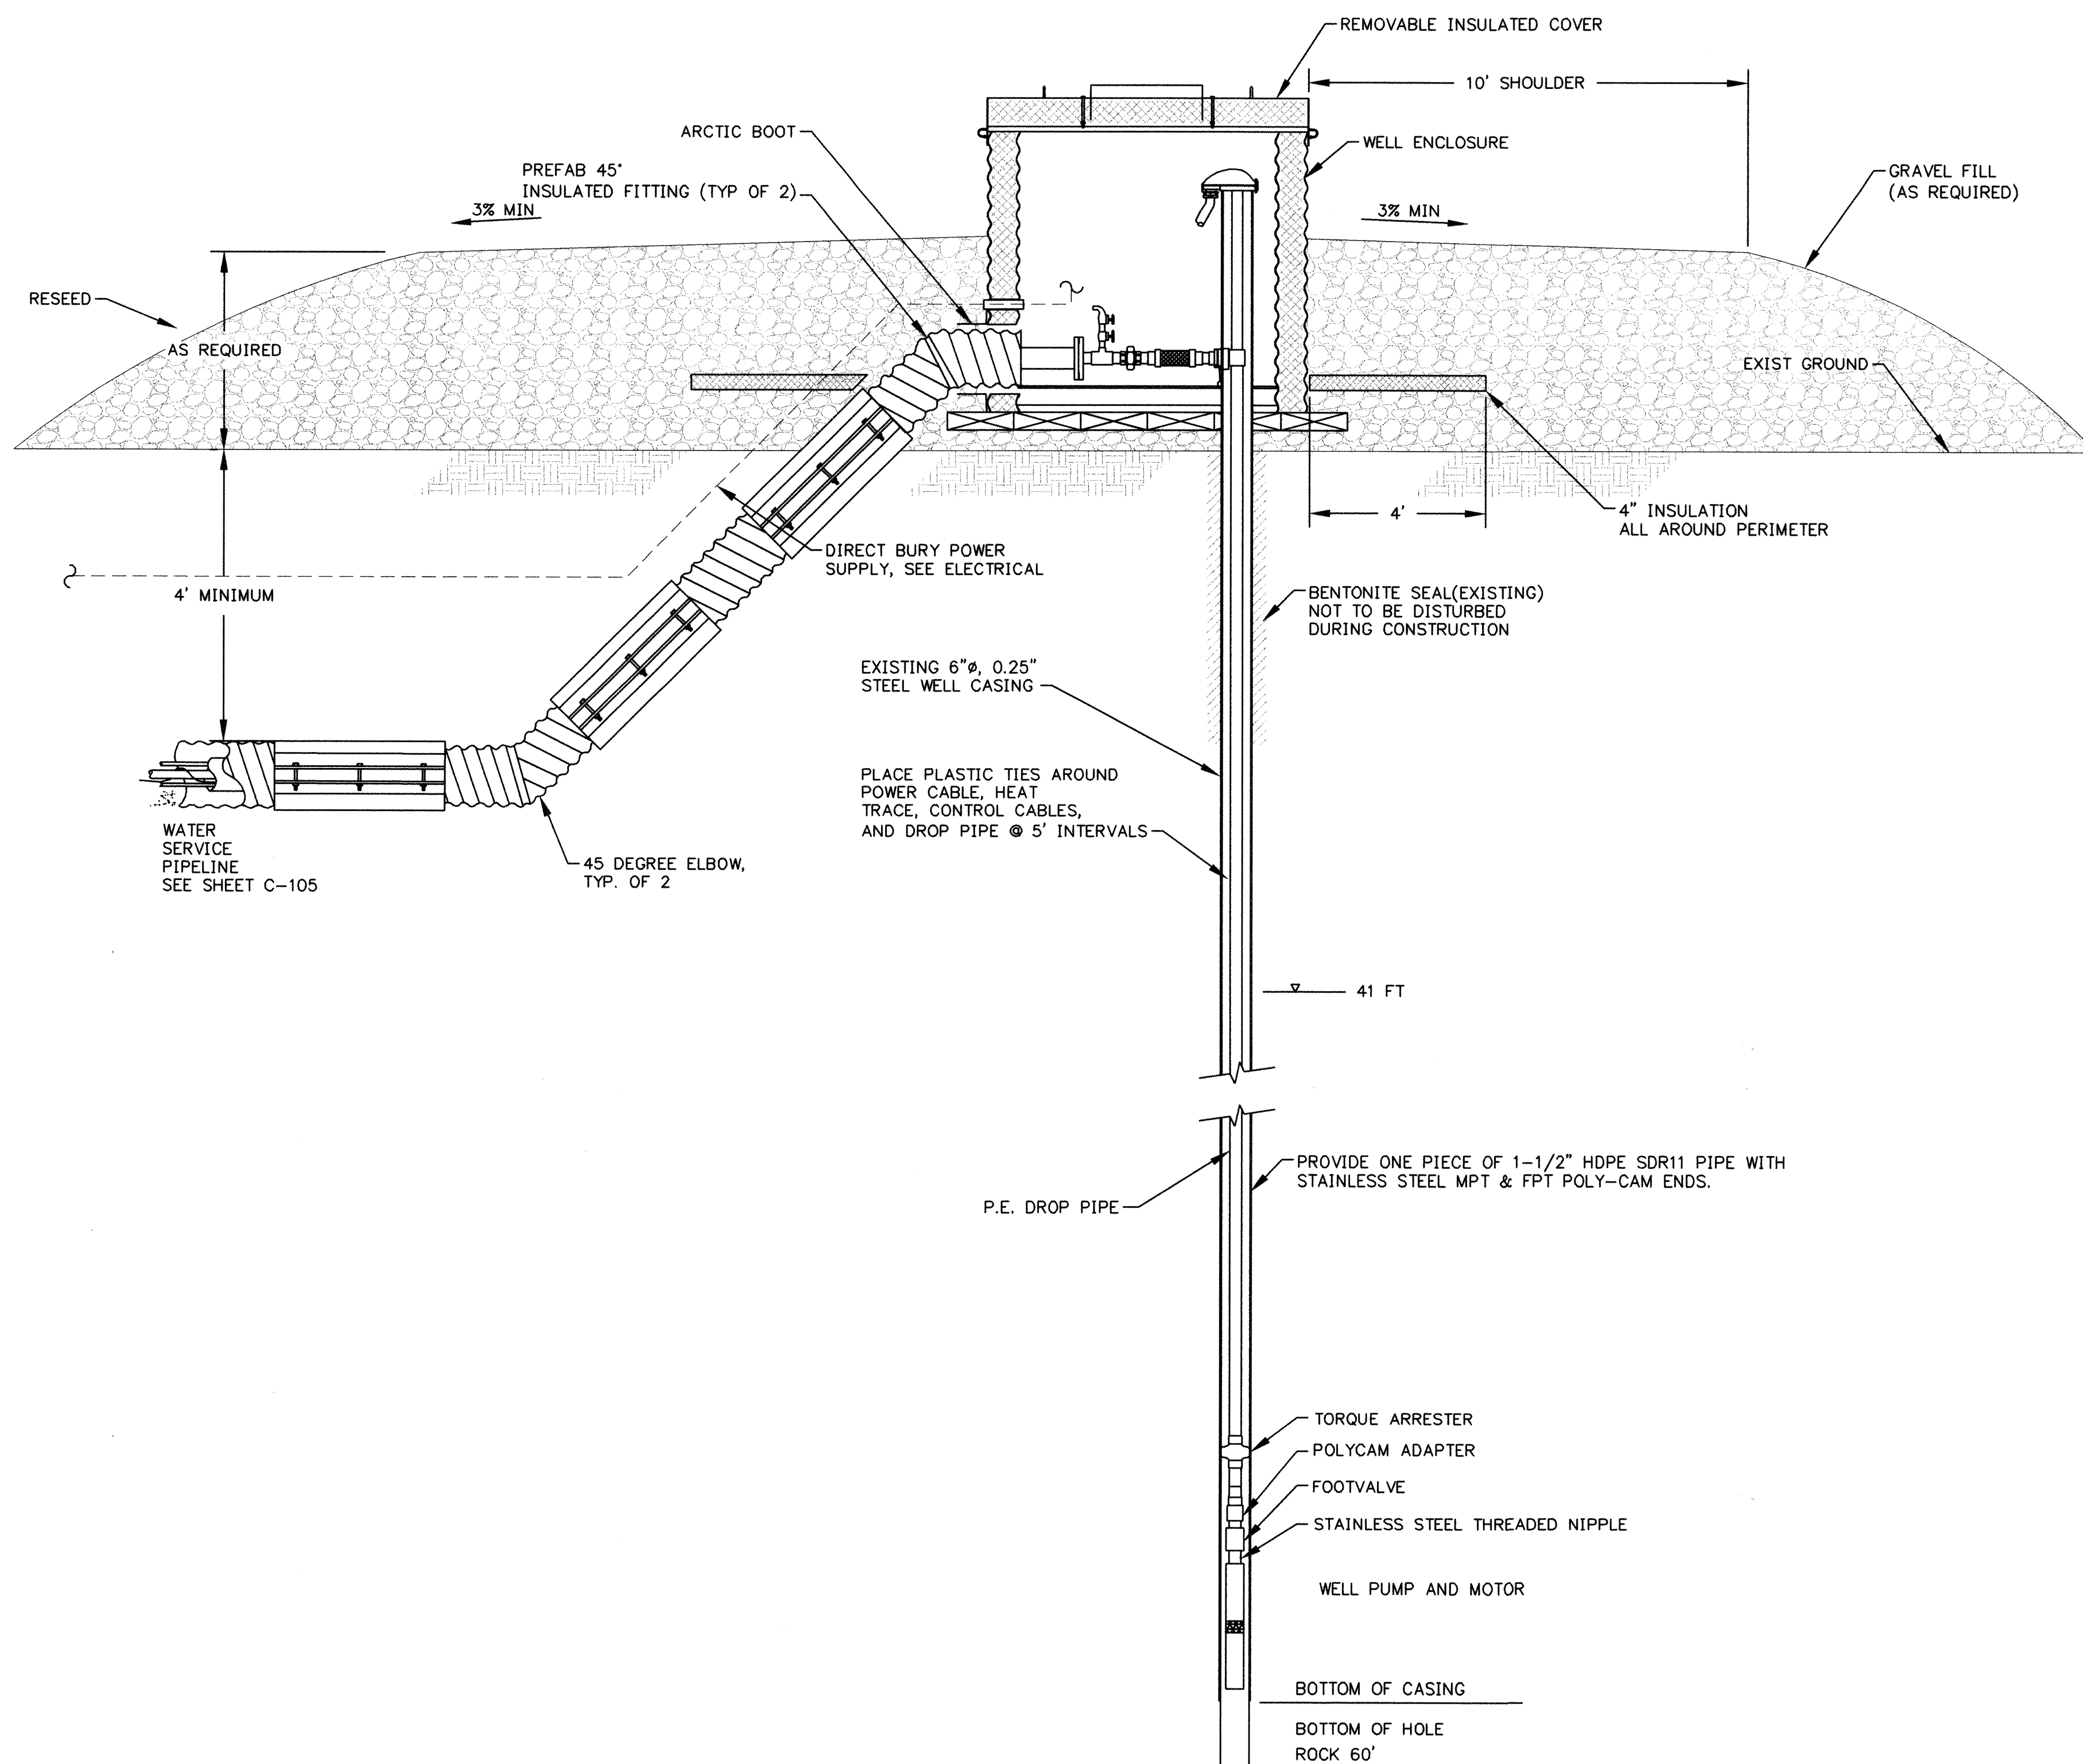 REMOVABLE INSULATED COVER
10' SHOULDER
ARCTIC BOOT
WELL ENCLOSURE
PREFAB 45°
INSULATED FITTING (TYP OF 2)
GRAVEL FILL
(AS REQUIRED)
3% MIN
3% MIN
RESEED
AS REQUIRED
EXIST GROUND
4'
4" INSULATION
ALL AROUND PERIMETER
DIRECT BURY POWER
SUPPLY, SEE ELECTRICAL
4' MINIMUM
BENTONITE SEAL(EXISTING)
NOT TO BE DISTURBED
DURING CONSTRUCTION
EXISTING 6"ø, 0.25"
STEEL WELL CASING
PLACE PLASTIC TIES AROUND
POWER CABLE, HEAT
TRACE, CONTROL CABLES,
AND DROP PIPE @ 5' INTERVALS
WATER
SERVICE
PIPELINE
SEE SHEET C-105
45 DEGREE ELBOW,
TYP. OF 2
41 FT
PROVIDE ONE PIECE OF 1-1/2" HDPE SDR11 PIPE WITH
STAINLESS STEEL MPT & FPT POLY-CAM ENDS.
P.E. DROP PIPE
TORQUE ARRESTER
POLYCAM ADAPTER
FOOTVALVE
STAINLESS STEEL THREADED NIPPLE
WELL PUMP AND MOTOR
BOTTOM OF CASING
BOTTOM OF HOLE
ROCK 60'